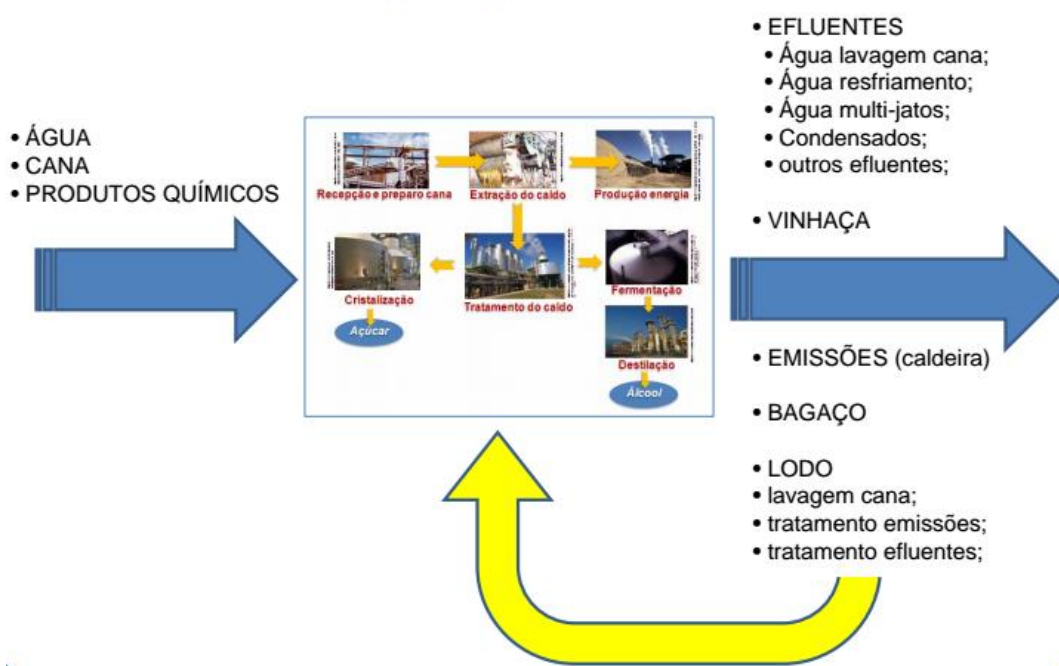 • ÁGUA
• CANA
• PRODUTOS QUÍMICOS
Recepção e preparo cana
Extração do caldo
Produção energia
Cristalização
Tratamento do caldo
Fermentação
Açúcar
Destilação
Álcool
• EFLUENTES
• Água lavagem cana;
• Água resfriamento;
• Água multi-jatos;
• Condensados;
• outros efluentes;
• VINHAÇA
• EMISSÕES (caldeira)
• BAGAÇO
• LODO
• lavagem cana;
• tratamento emissões;
• tratamento efluentes;